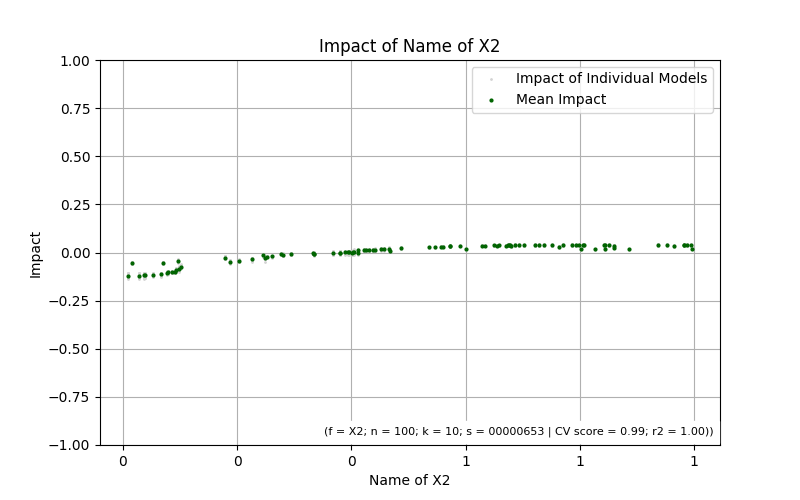 Impact of Name of X2
Impact of Individual Models
Mean Impact
1.00
0.75
0.50
0.25
0.00
−0.25
−0.50
−0.75
−1.00
Impact
(f = X2; n = 100; k = 10; s = 00000653 | CV score = 0.99; r2 = 1.00))
0 0 0 1 1 1
Name of X2